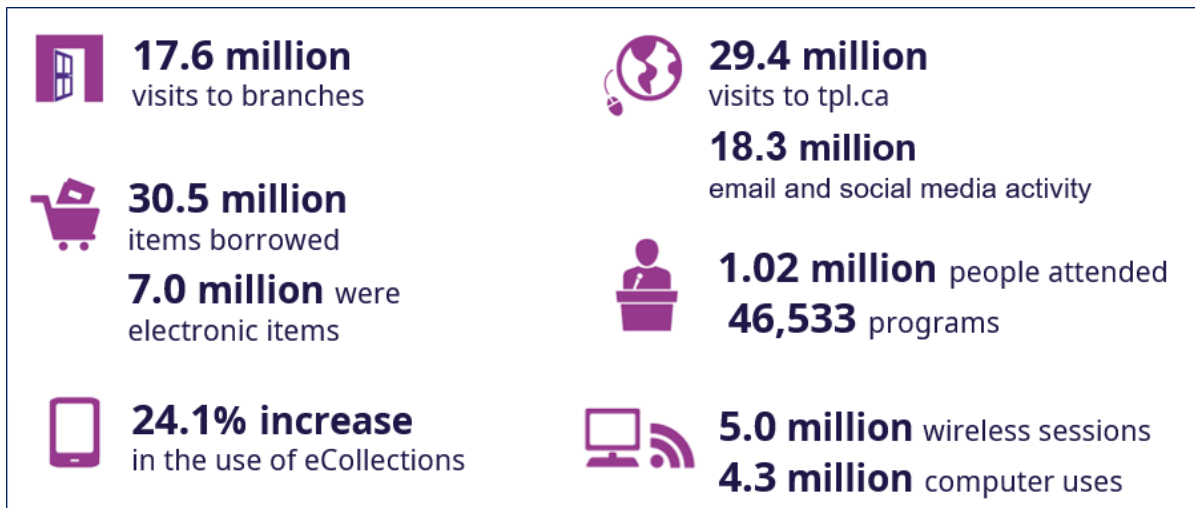 17.6 million
visits to branches
30.5 million
items borrowed
7.0 million were
electronic items
24.1% increase
in the use of eCollections
29.4 million
visits to tpl.ca
18.3 million
email and social media activity
1.02 million people attended
46,533 programs
5.0 million wireless sessions
4.3 million computer uses